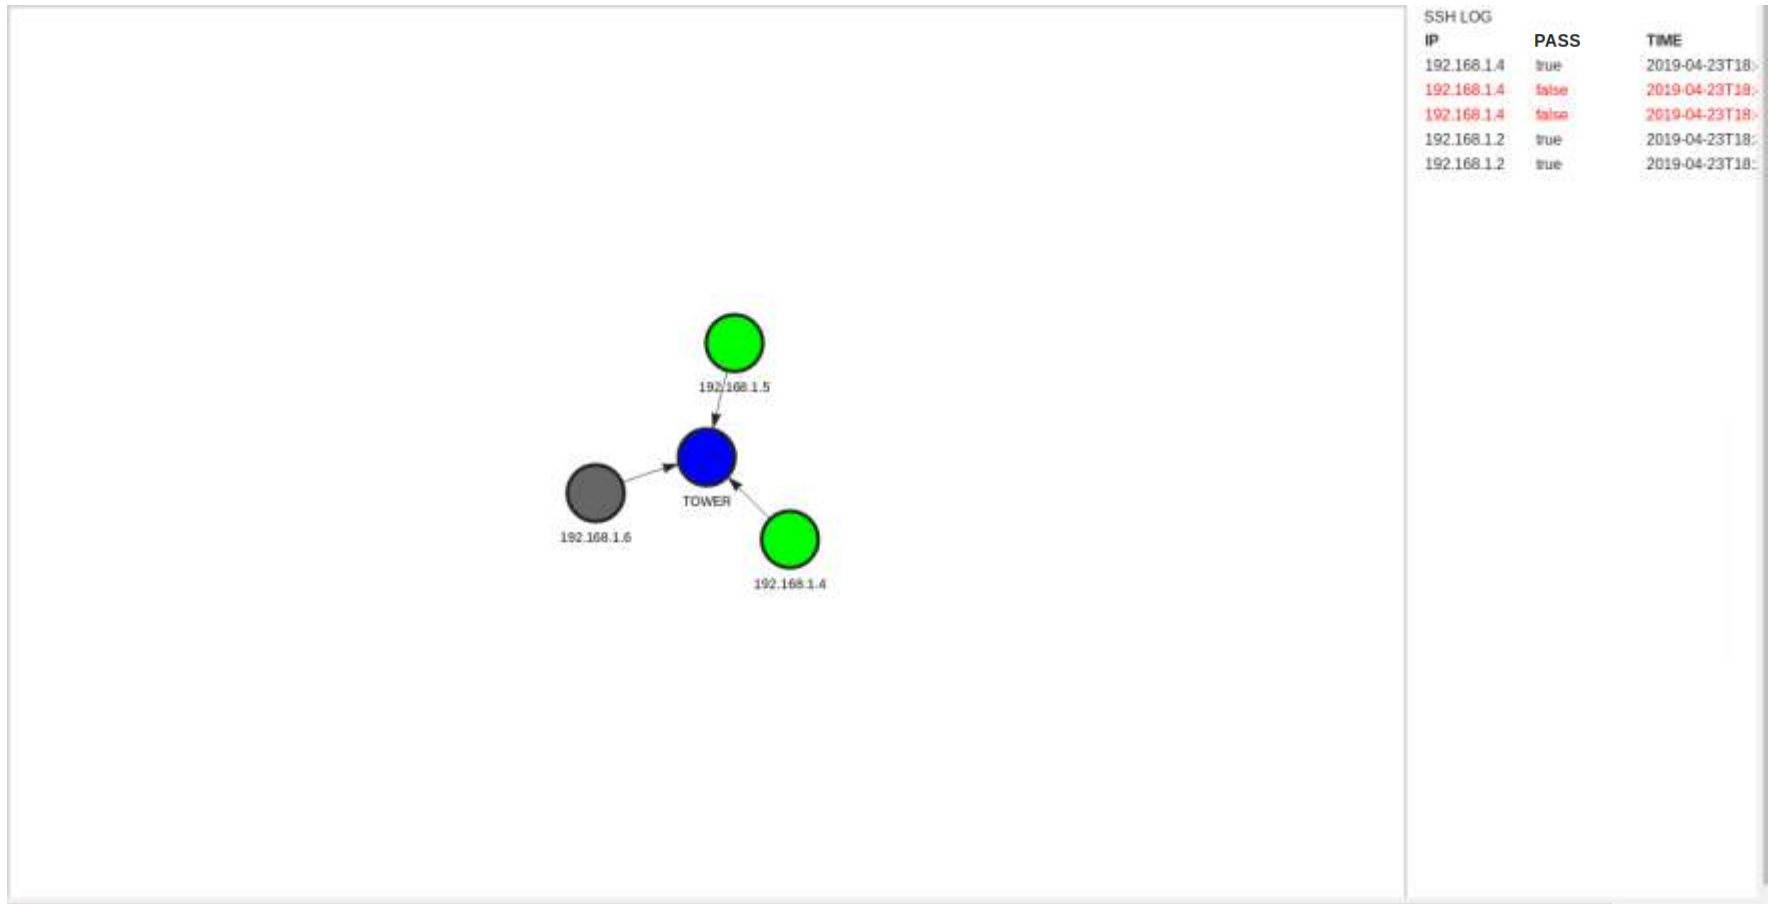 SSH LOG
IP PASS TIME
192.168.1.4 true 2019-04-23T18:
192.168.1.4 false 2019-04-23T18:
192.168.1.4 false 2019-04-23T18:
192.168.1.2 true 2019-04-23T18:
192.168.1.2 true 2019-04-23T18:
192.168.1.5
TOWER
192.168.1.6
192.168.1.4